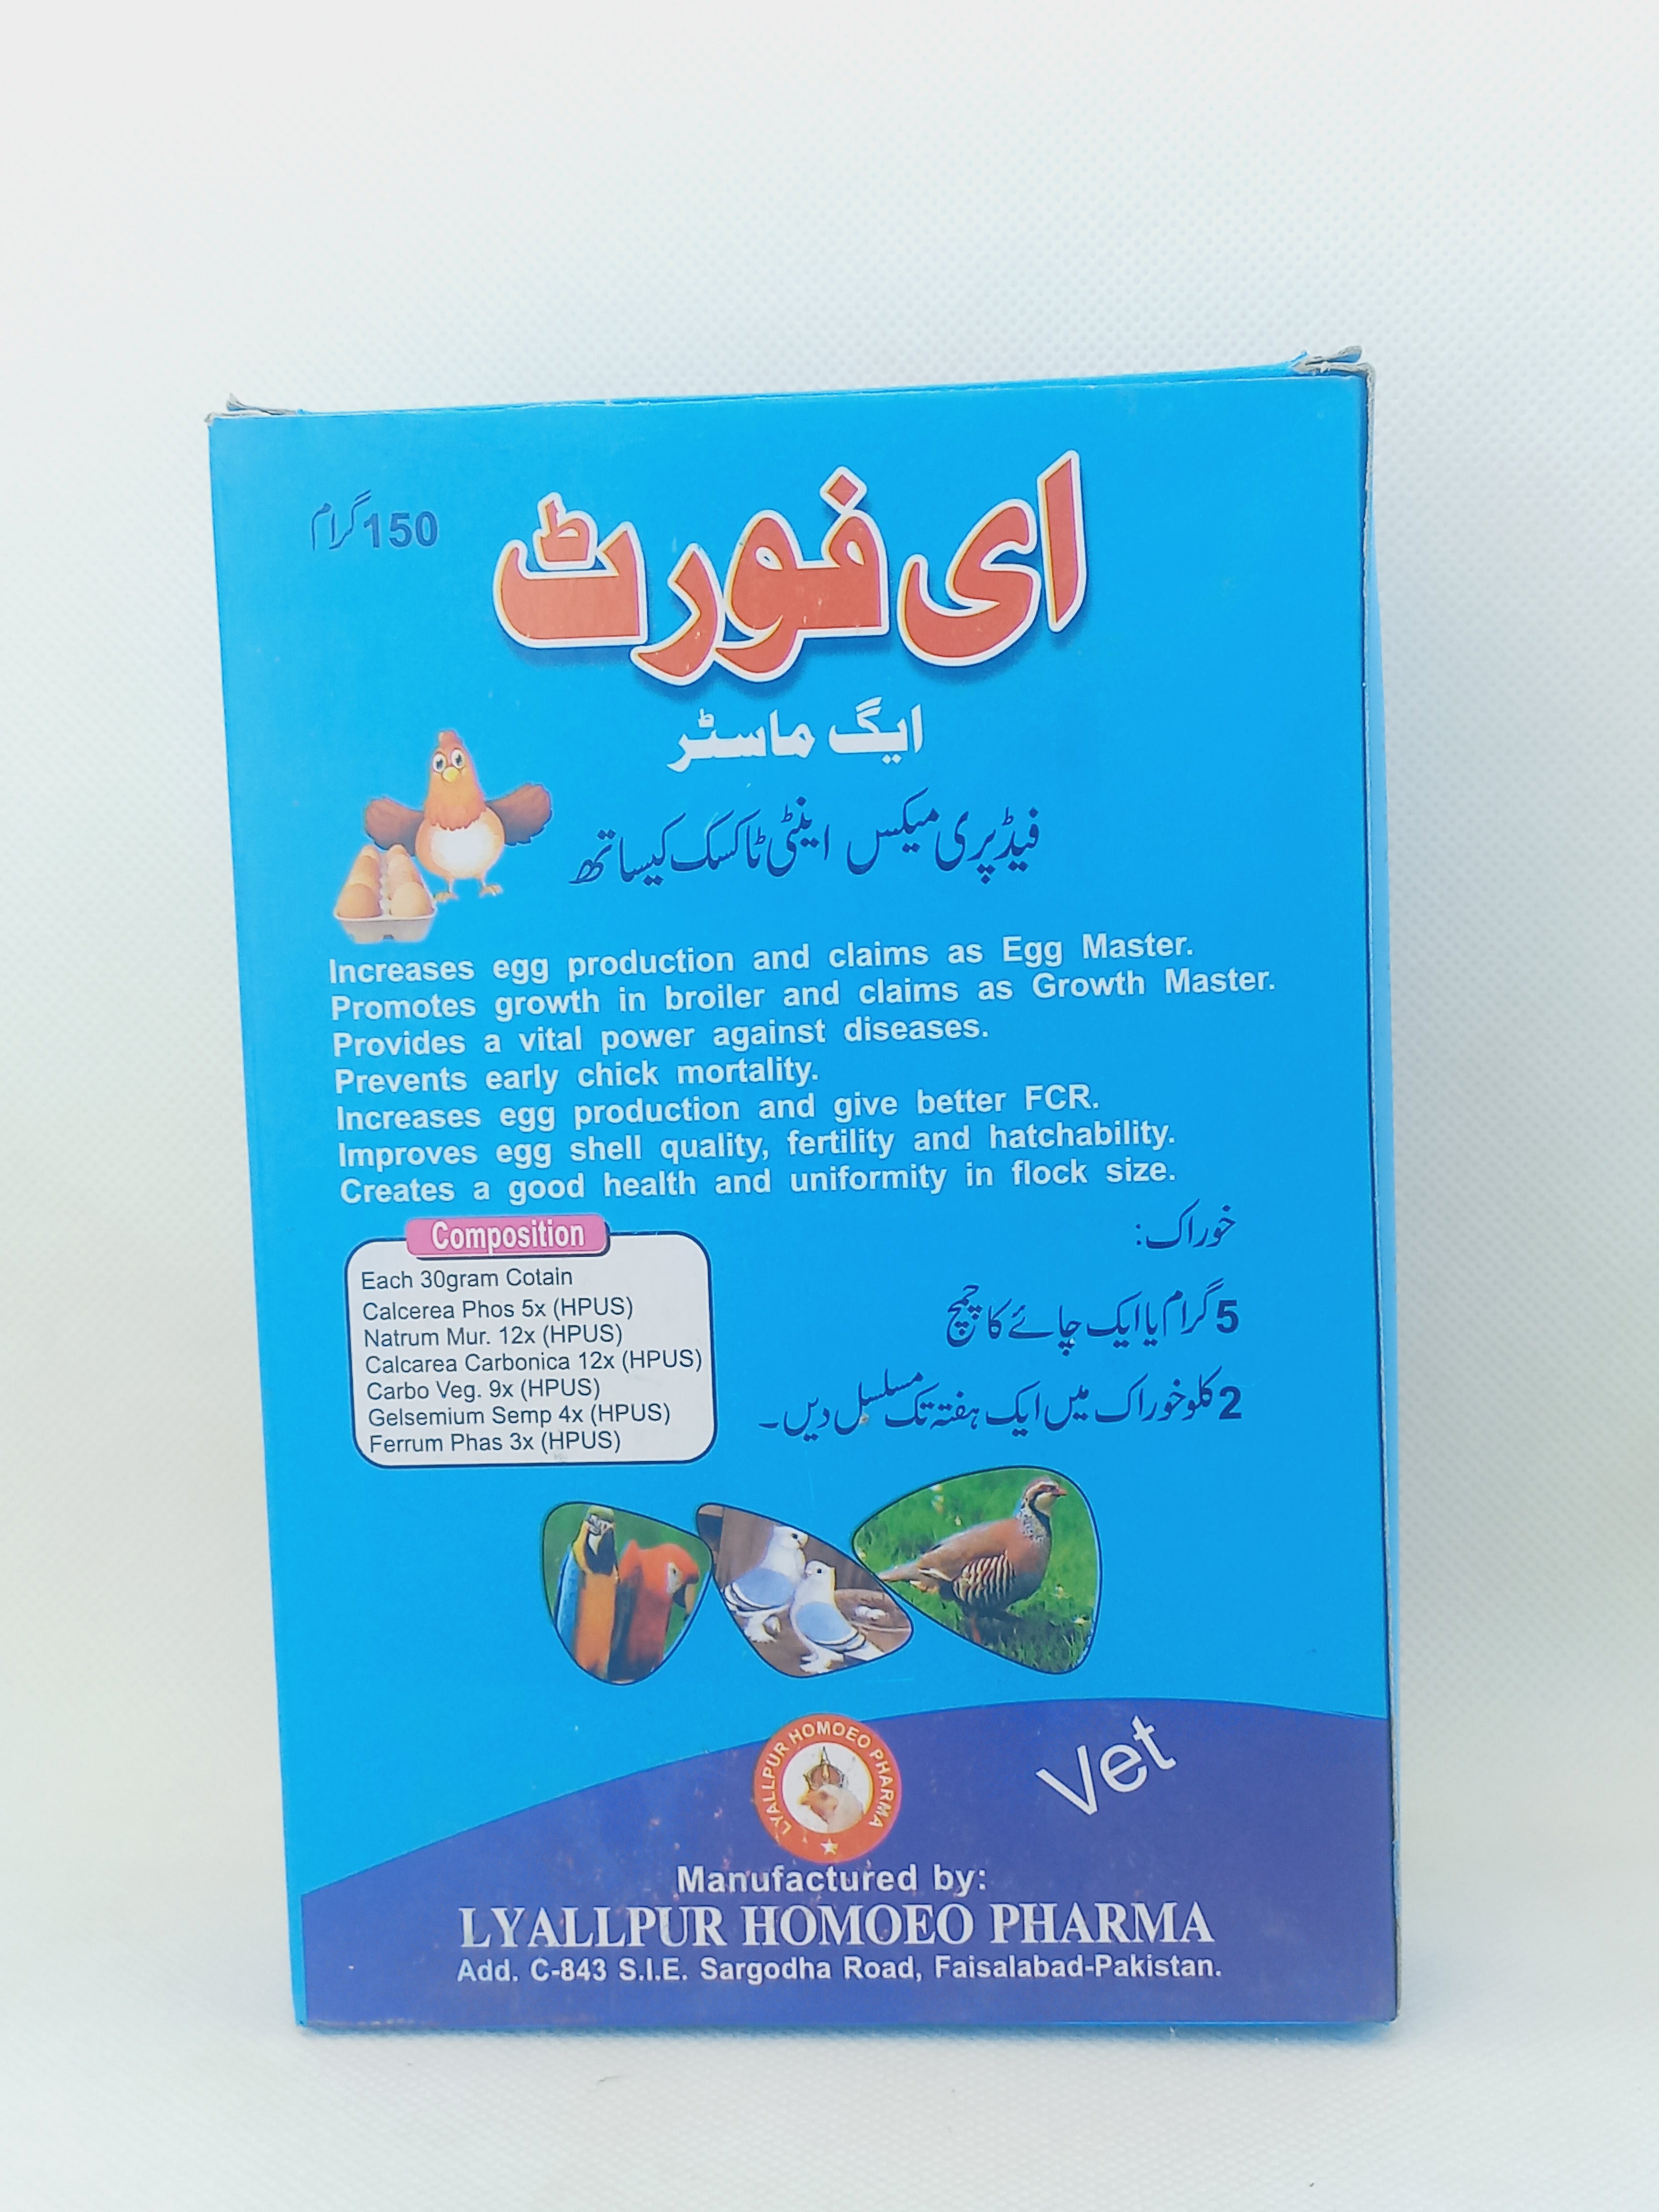 150 گرام
ای فورٹ
ایگ ماسٹر
فیڈ پری میکس اینٹی ٹاکسک کیساتھ
Increases egg production and claims as Egg Master.
Promotes growth in broiler and claims as Growth Master.
Provides a vital power against diseases.
Prevents early chick mortality.
Increases egg production and give better FCR.
Improves egg shell quality, fertility and hatchability.
Creates a good health and uniformity in flock size.
Composition
Each 30gram Cotain
Calcerea Phos 5x (HPUS)
Natrum Mur. 12x (HPUS)
Calcarea Carbonica 12x (HPUS)
Carbo Veg. 9x (HPUS)
Gelsemium Semp 4x (HPUS)
Ferrum Phas 3x (HPUS)
خوراک:
5 گرام یا ایک چائے کا چمچ
2 کلو خوراک میں ایک ہفتہ تک مسلسل دیں۔
LYALLPUR HOMOEO PHARMA
Vet
Manufactured by:
LYALLPUR HOMOEO PHARMA
Add. C-843 S.I.E. Sargodha Road, Faisalabad-Pakistan.